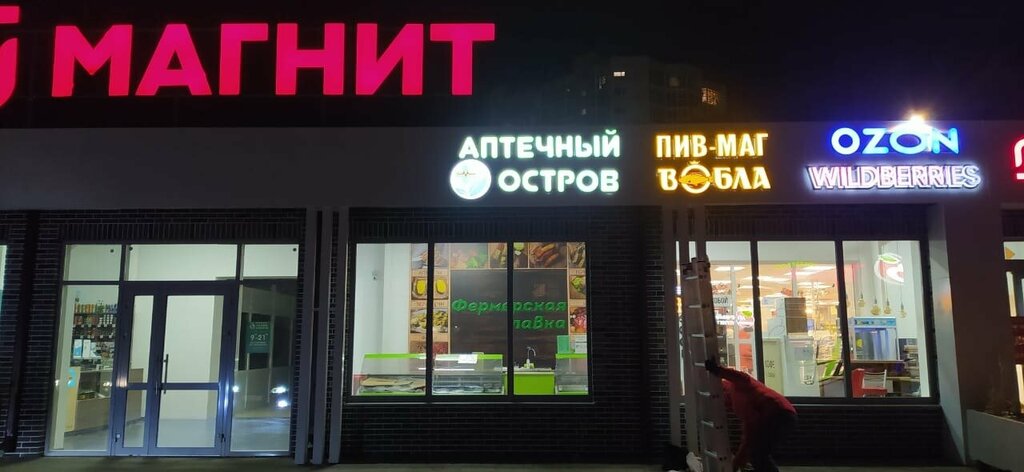 МАГНИТ
АПТЕЧНЫЙ
ОСТРОВ
ПИВ-МАГ
ВОБЛА
OZON
WILDBERRIES
Фермерская
лавка
9-21